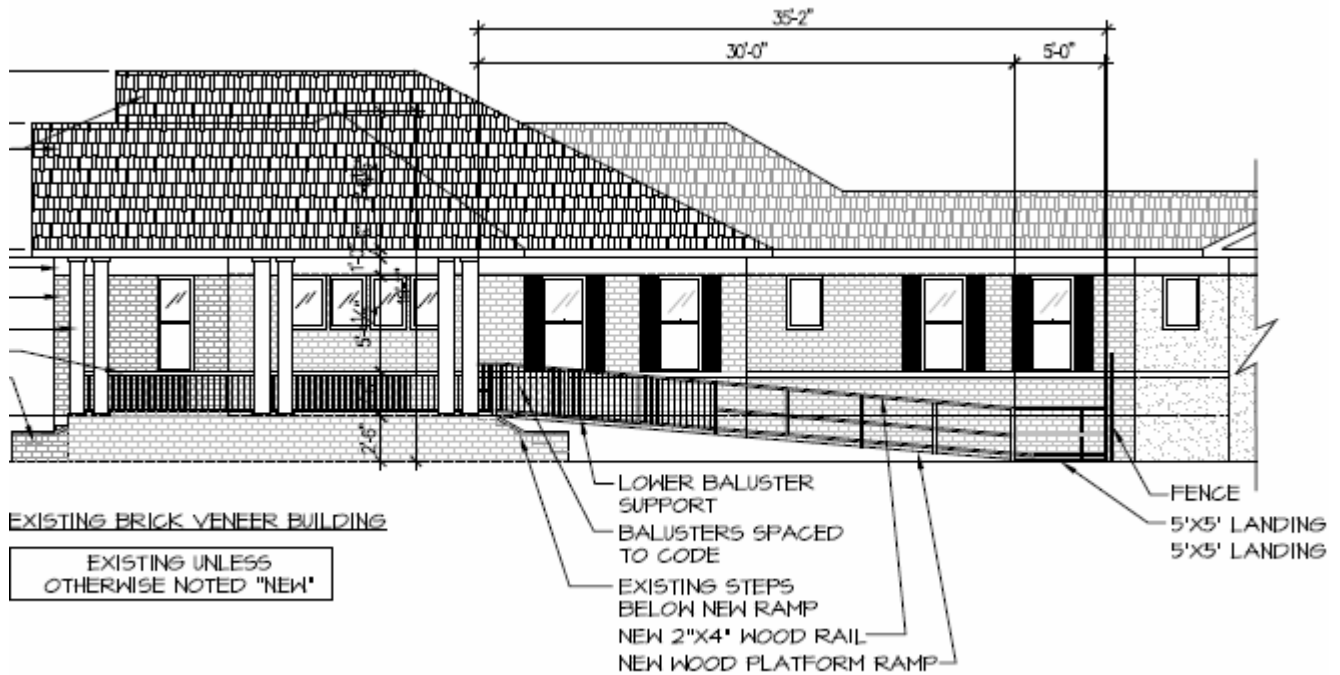 35'-2"
30'-0"
5'-0"
2'-6"
LOWER BALUSTER
SUPPORT
BALUSTERS SPACED
TO CODE
EXISTING STEPS
BELOW NEW RAMP
NEW 2"X4" WOOD RAIL
NEW WOOD PLATFORM RAMP
FENCE
5'X5' LANDING
5'X5' LANDING
EXISTING BRICK VENEER BUILDING
EXISTING UNLESS
OTHERWISE NOTED "NEW"